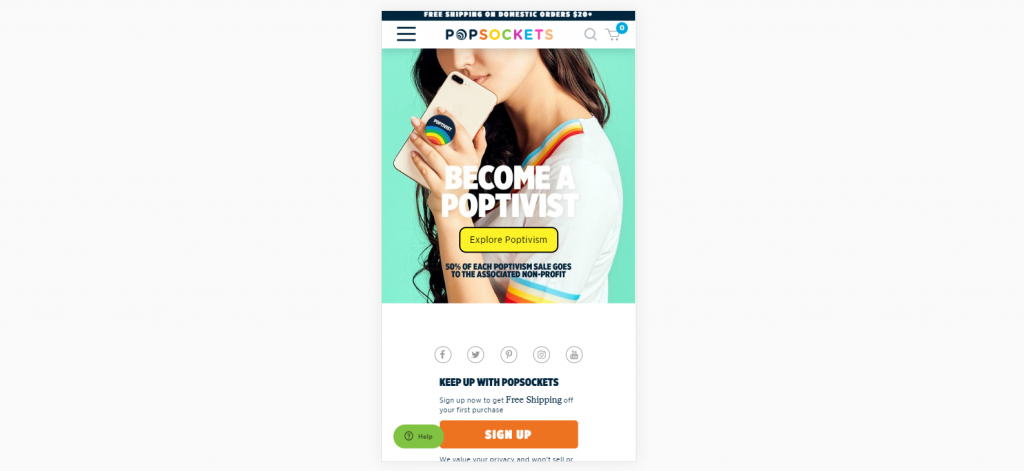 FREE SHIPPING ON DOMESTIC ORDERS $20+
POPSOCKETS
0
POPTIVIST
BECOME A
POPTIVIST
Explore Poptivism
50% OF EACH POPTIVISM SALE GOES
TO THE ASSOCIATED NON-PROFIT
KEEP UP WITH POPSOCKETS
Sign up now to get Free Shipping off
your first purchase
SIGN UP
Help
We value your privacy and won't sell or